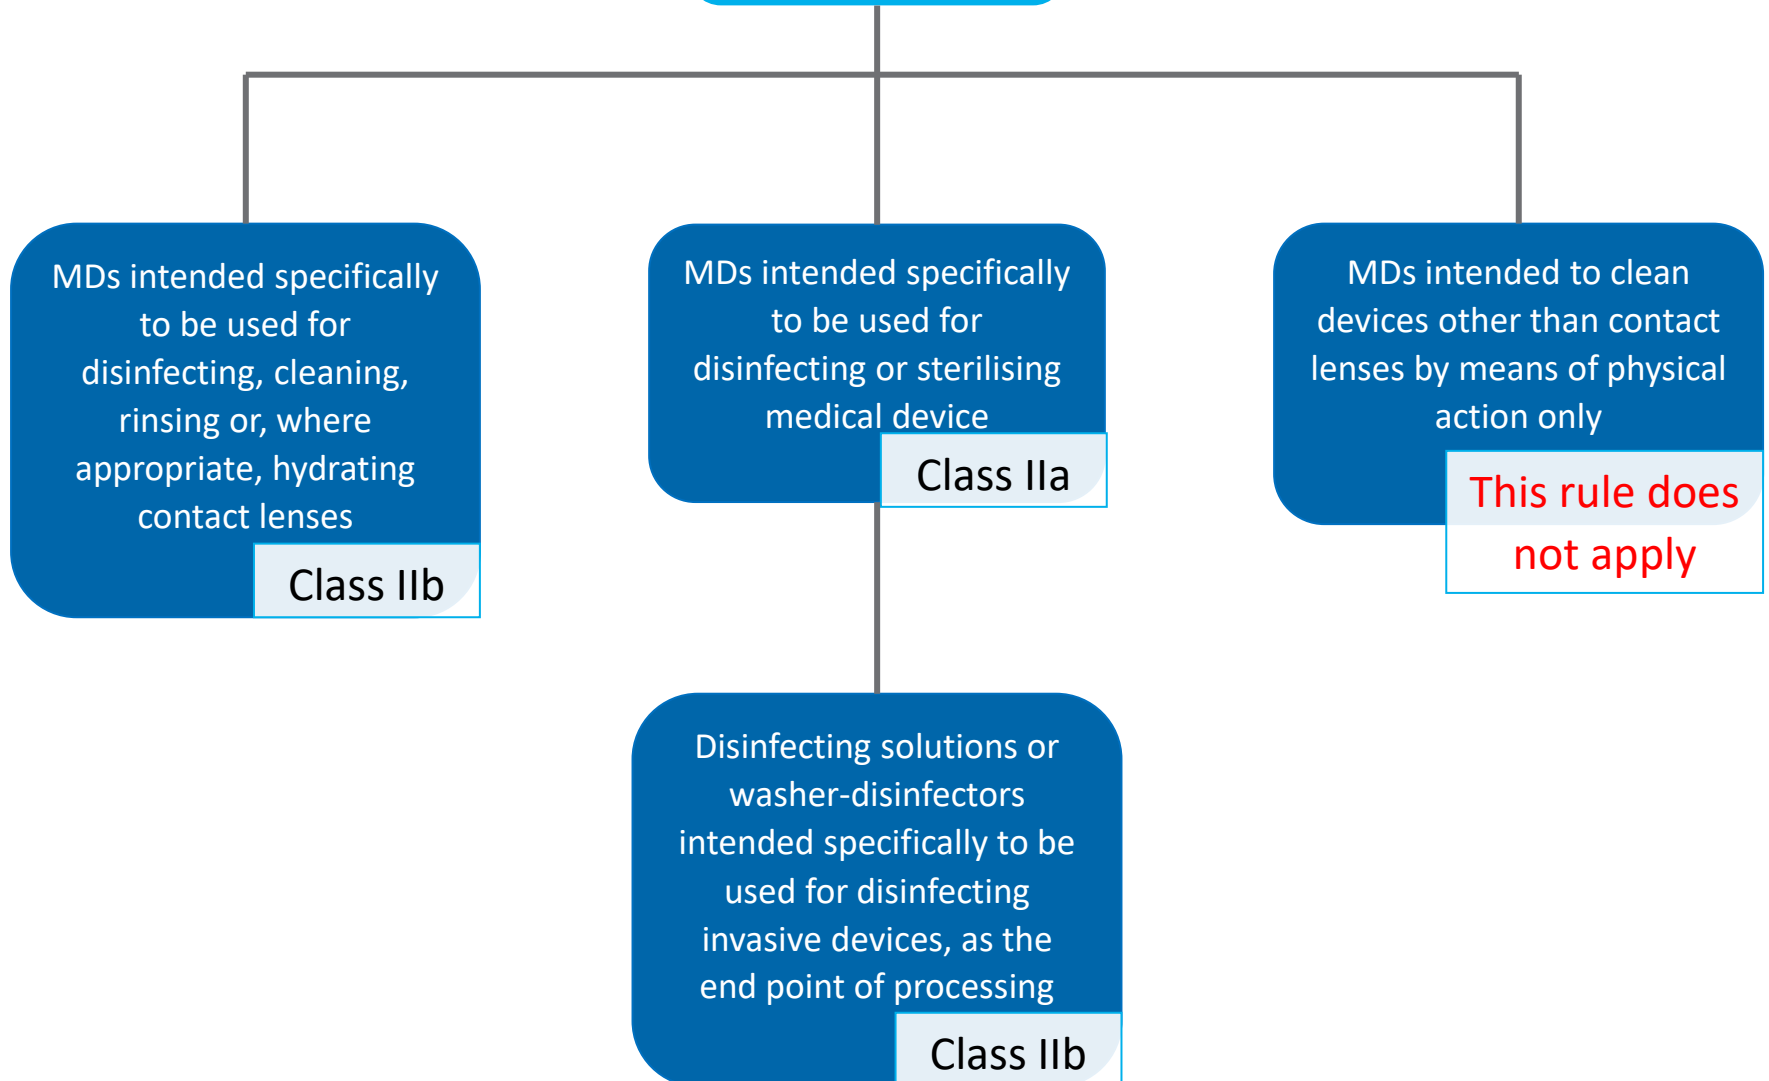 MDs intended specifically
to be used for
disinfecting, cleaning,
rinsing or, where
appropriate, hydrating
contact lenses
Class IIb
MDs intended specifically
to be used for
disinfecting or sterilising
medical device
Class IIa
MDs intended to clean
devices other than contact
lenses by means of physical
action only
This rule does
not apply
Disinfecting solutions or
washer-disinfectors
intended specifically to be
used for disinfecting
invasive devices, as the
end point of processing
Class IIb